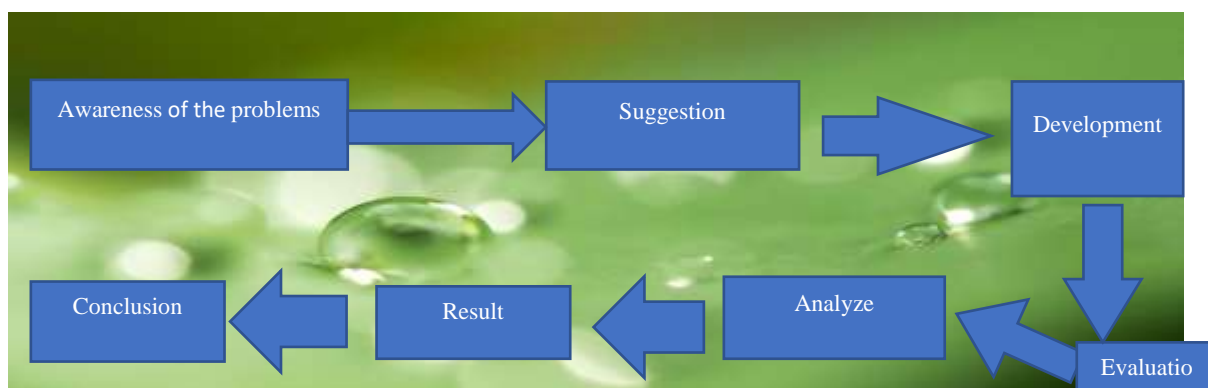 Awareness of the problems
Suggestion
Development
Evaluatio
Analyze
Result
Conclusion